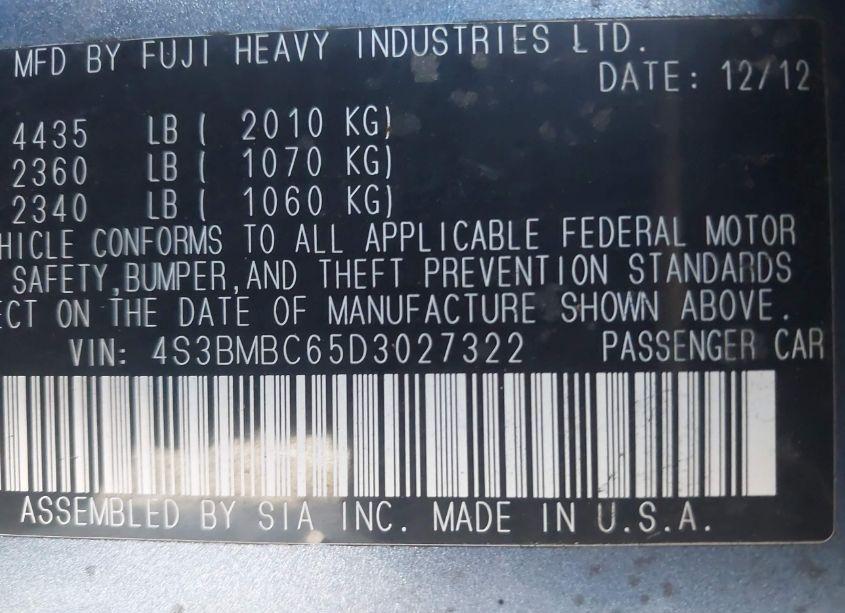 MFD BY FUJI HEAVY INDUSTRIES LTD.
DATE: 12/12
4435 LB ( 2010 KG)
2360 LB ( 1070 KG)
2340 LB ( 1060 KG)
HICLE CONFORMS TO ALL APPLICABLE FEDERAL MOTOR
SAFETY,BUMPER,AND THEFT PREVENTION STANDARDS
ECT ON THE DATE OF MANUFACTURE SHOWN ABOVE.
VIN: 4S3BMBC65D3027322 PASSENGER CAR
ASSEMBLED BY SIA INC. MADE IN U.S.A.